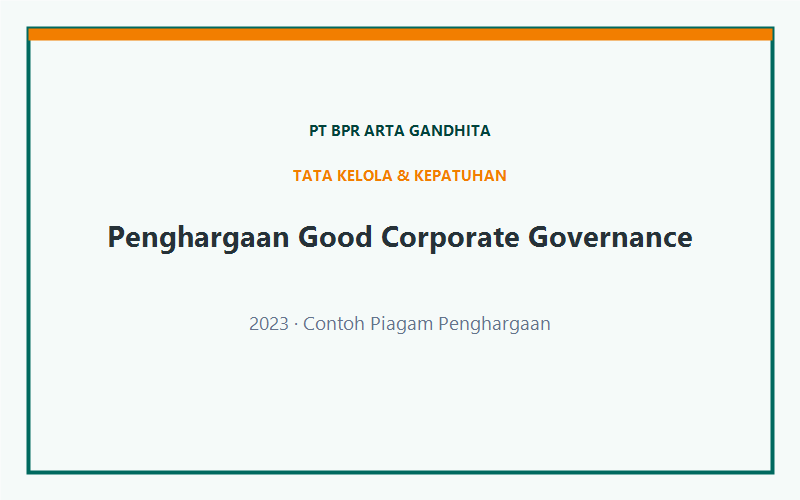 PT BPR ARTA GANDHITA
TATA KELOLA & KEPATUHAN
Penghargaan Good Corporate Governance
2023 · Contoh Piagam Penghargaan